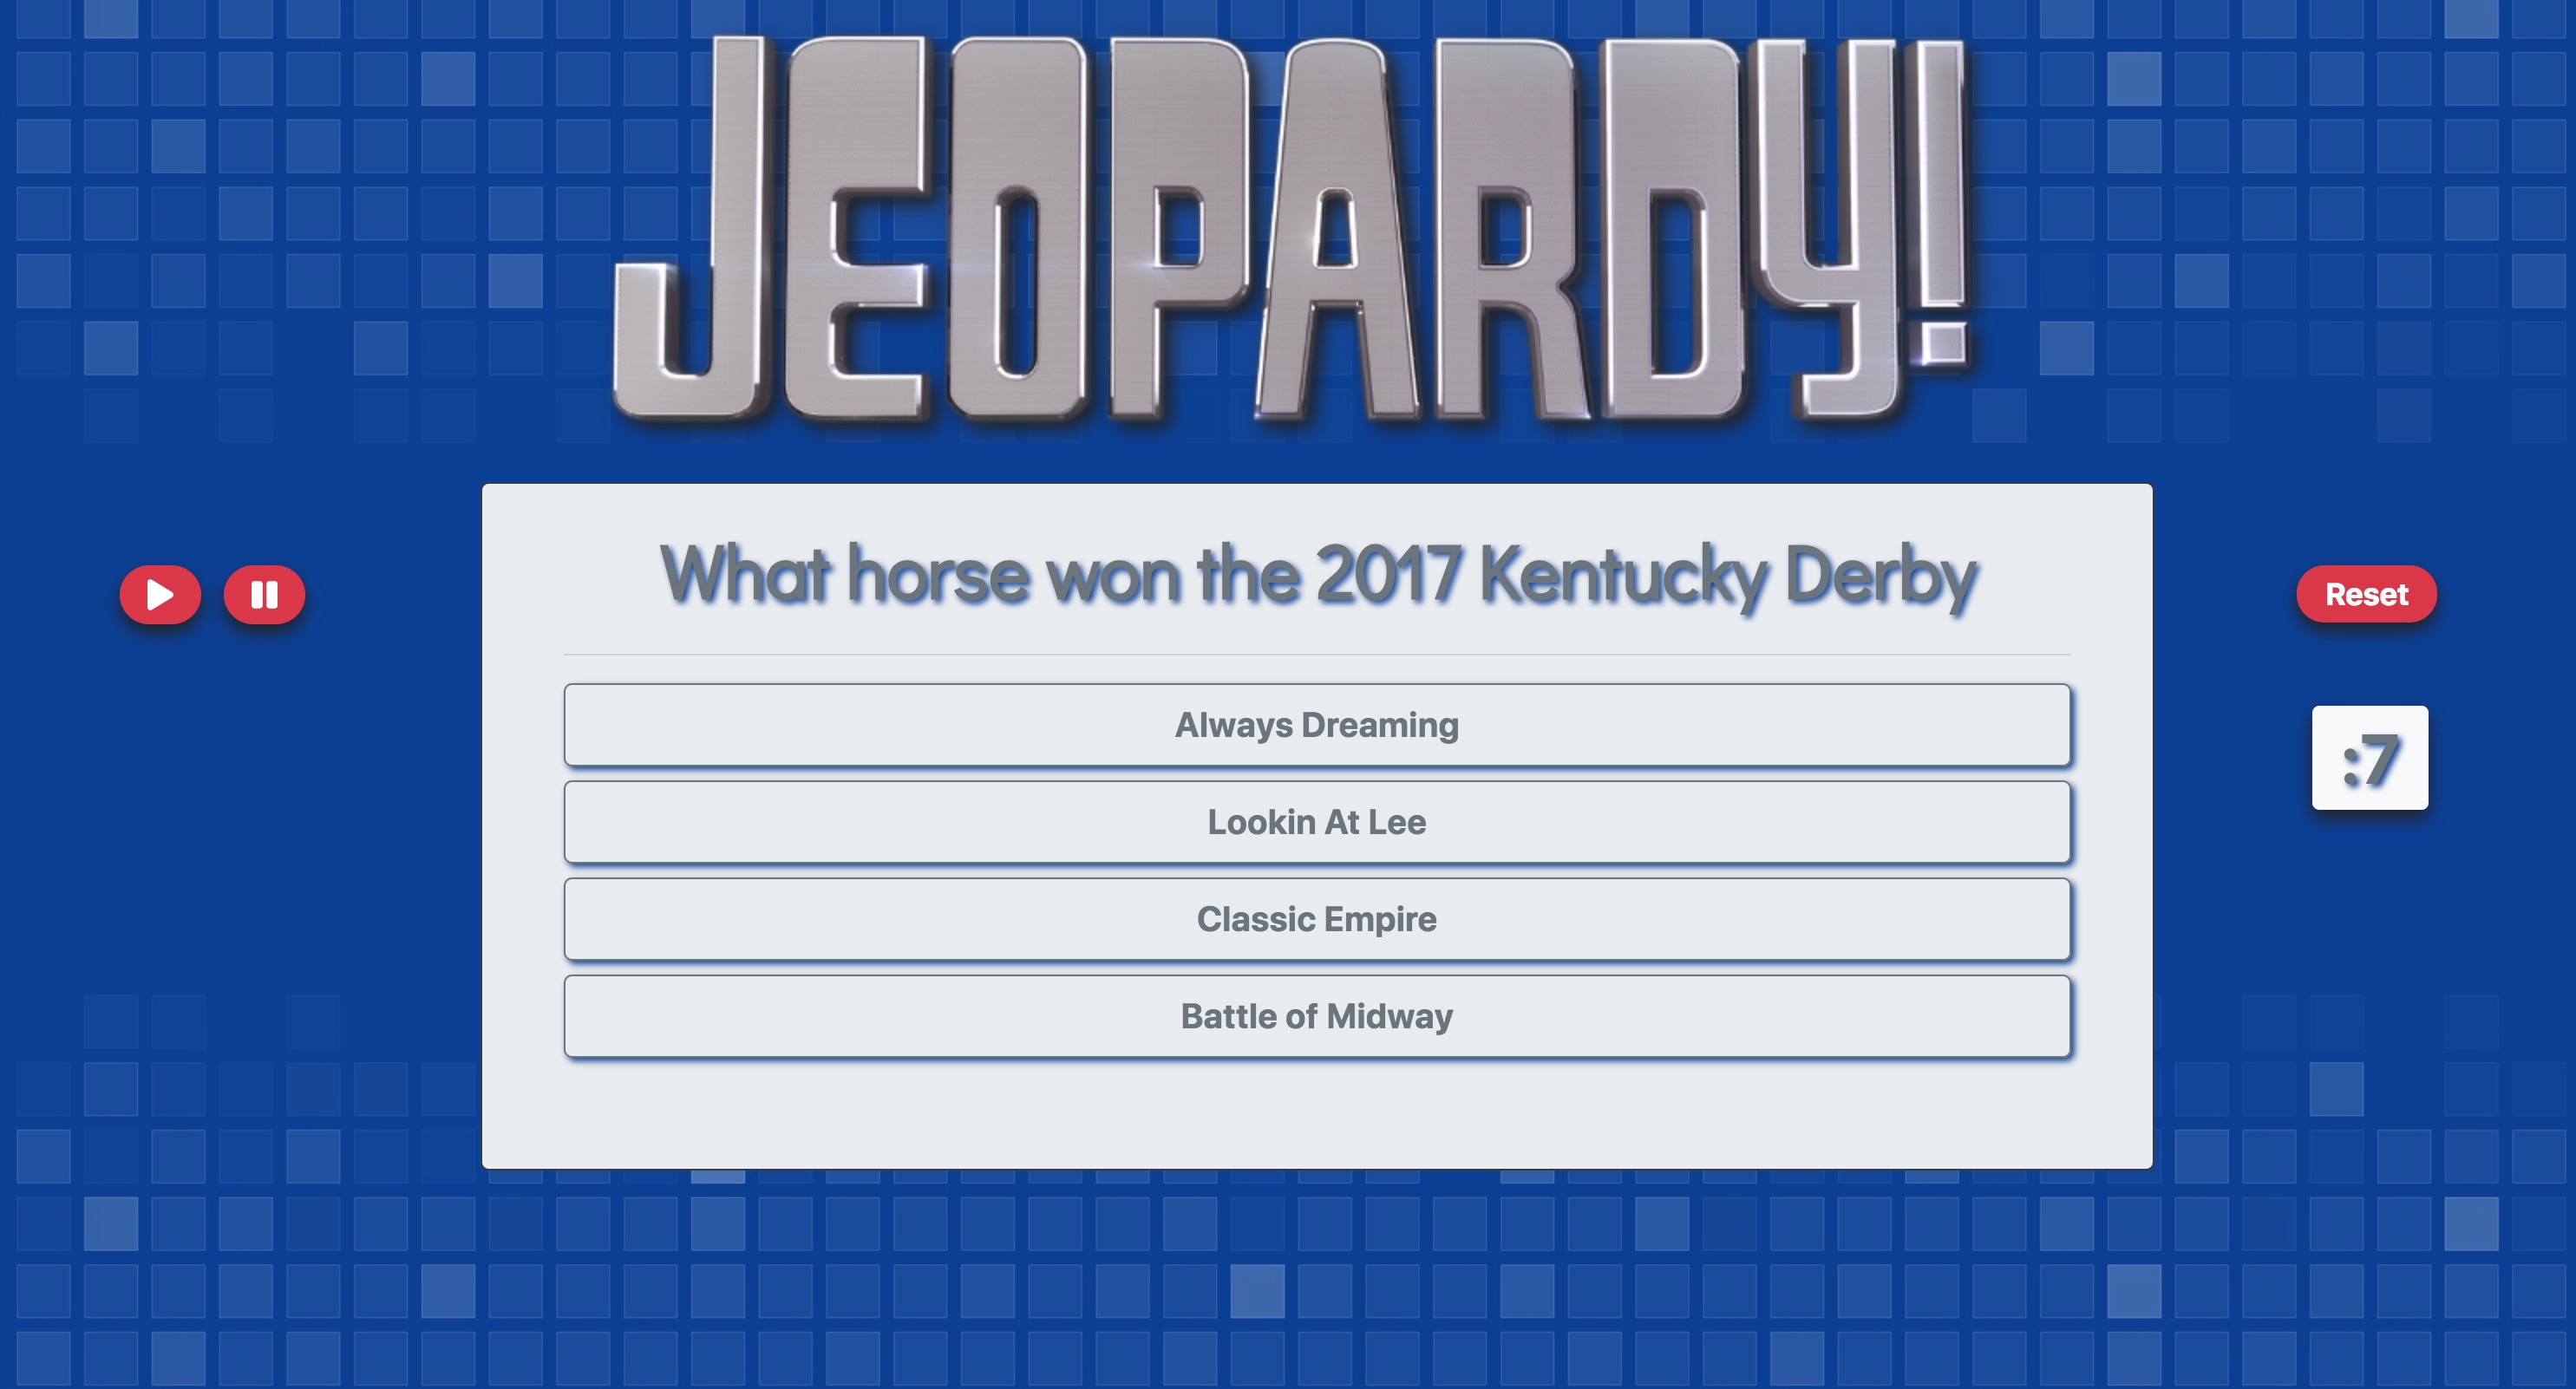 JEOPARDY!
What horse won the 2017 Kentucky Derby
Reset
Always Dreaming
:7
Lookin At Lee
Classic Empire
Battle of Midway